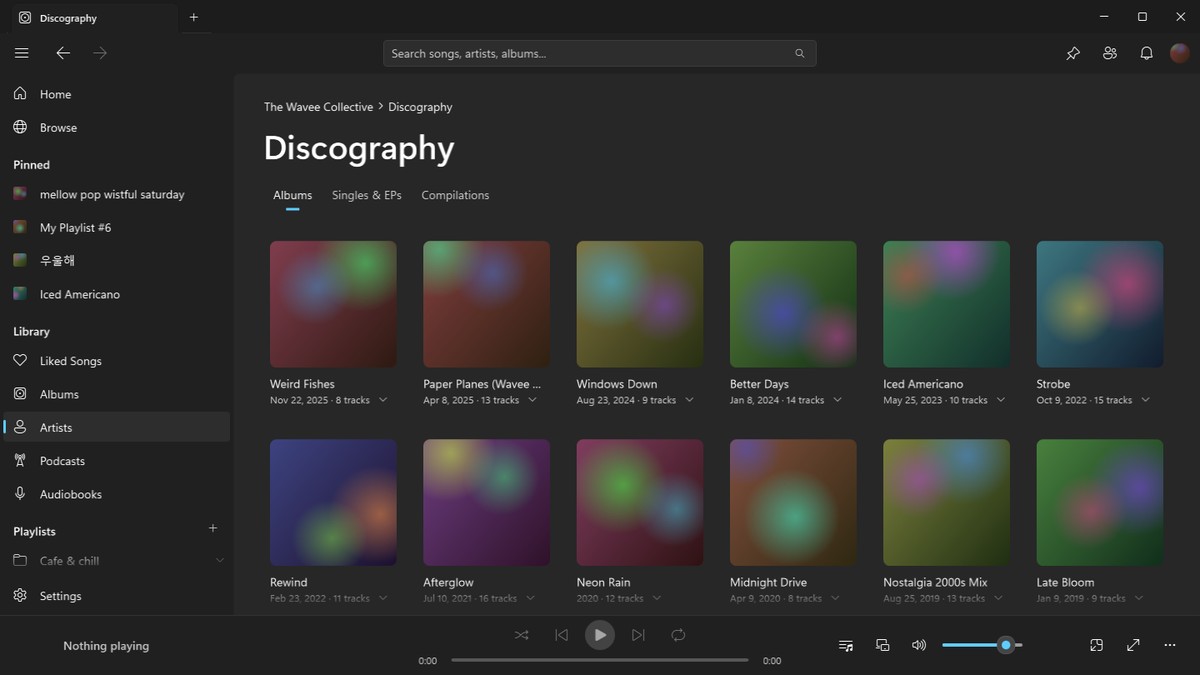 Discography
Search songs, artists, albums...
Home
Browse
Pinned
mellow pop wistful saturday
My Playlist #6
우울해
Iced Americano
Library
Liked Songs
Albums
Artists
Podcasts
Audiobooks
Playlists
Cafe & chill
Settings
The Wavee Collective > Discography
Discography
Albums Singles & EPs Compilations
Weird Fishes
Nov 22, 2025 · 8 tracks
Paper Planes (Wavee ...
Apr 8, 2025 · 13 tracks
Windows Down
Aug 23, 2024 · 9 tracks
Better Days
Jan 8, 2024 · 14 tracks
Iced Americano
May 25, 2023 · 10 tracks
Strobe
Oct 9, 2022 · 15 tracks
Rewind
Feb 23, 2022 · 11 tracks
Afterglow
Jul 10, 2021 · 16 tracks
Neon Rain
2020 · 12 tracks
Midnight Drive
Apr 9, 2020 · 8 tracks
Nostalgia 2000s Mix
Aug 25, 2019 · 13 tracks
Late Bloom
Jan 9, 2019 · 9 tracks
Nothing playing
0:00
0:00